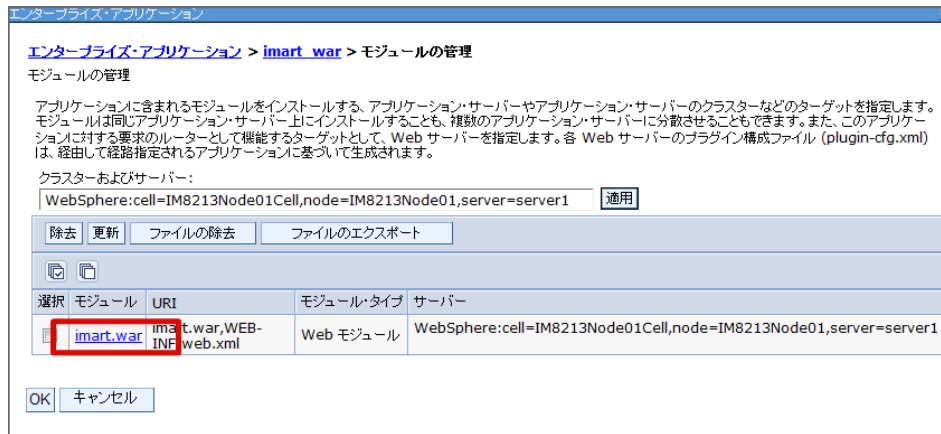 エンタープライズ・アプリケーション
エンタープライズ・アプリケーション > imart_war > モジュールの管理
モジュールの管理
アプリケーションに含まれるモジュールをインストールする、アプリケーション・サーバーやアプリケーション・サーバーのクラスターなどのターゲットを指定します。
モジュールは同じアプリケーション・サーバー上にインストールすることも、複数のアプリケーション・サーバーに分散させることもできます。また、このアプリケー
ションに対する要求のルーターとして機能するターゲットとして、Web サーバーを指定します。各 Web サーバーのプラグイン構成ファイル (plugin-cfg.xml)
は、経由して経路指定されるアプリケーションに基づいて生成されます。
クラスターおよびサーバー:
WebSphere:cell=IM8213Node01Cell,node=IM8213Node01,server=server1 適用
除去 更新 ファイルの除去 ファイルのエクスポート
選択 モジュール URI モジュール・タイプ サーバー
imart.war imart.war,WEB- Web モジュール WebSphere:cell=IM8213Node01Cell,node=IM8213Node01,server=server1
INF/web.xml
OK キャンセル